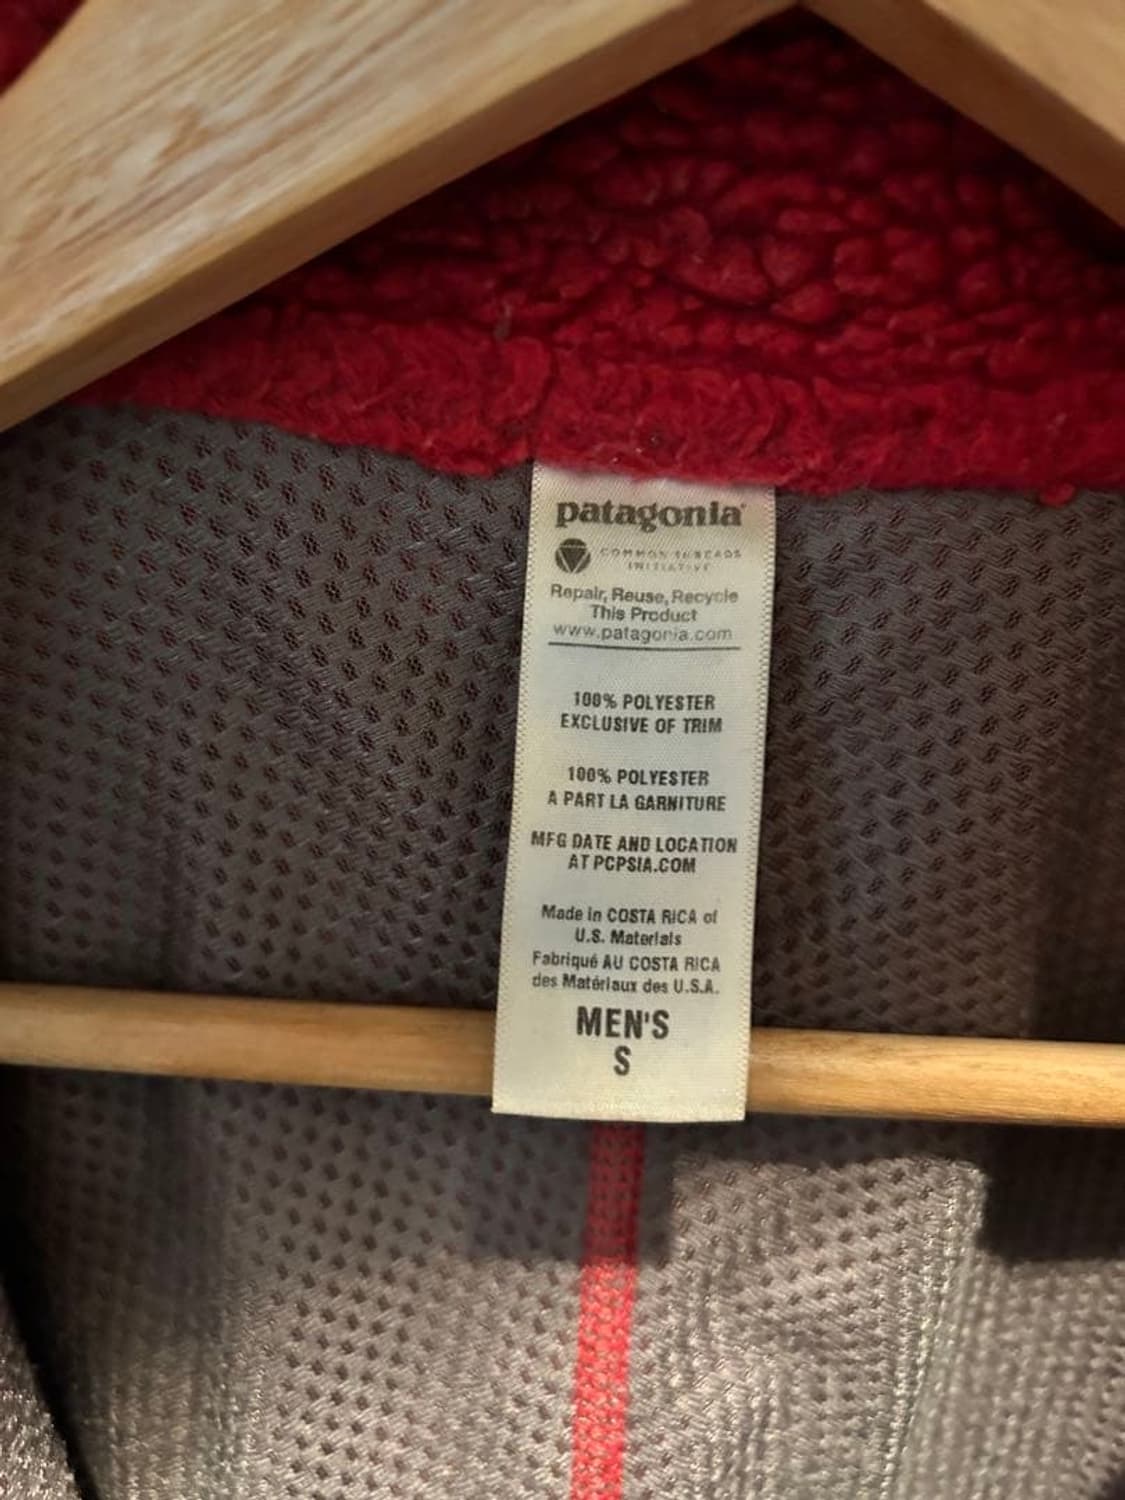 patagonia®
COMMON THREADS
INITIATIVE
Repair, Reuse, Recycle
This Product
www.patagonia.com
100% POLYESTER
EXCLUSIVE OF TRIM
100% POLYESTER
A PART LA GARNITURE
MFG DATE AND LOCATION
AT PCPSIA.COM
Made in COSTA RICA of
U.S. Materials
Fabriqué AU COSTA RICA
des Matériaux des U.S.A.
MEN'S
S